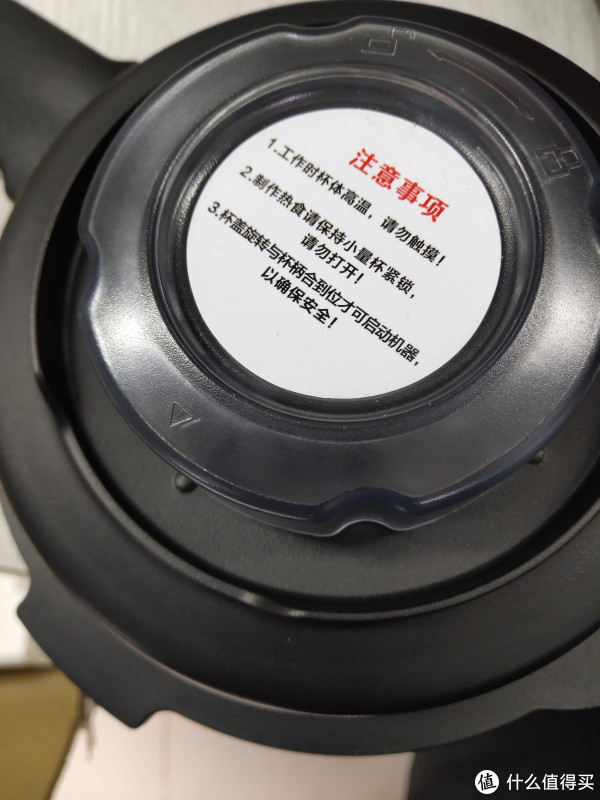 注意事项
1.工作时杯体高温，请勿触摸！
2.制作热食请保持小量杯紧锁，
请勿打开！
3.杯盖旋转与杯柄合到位才可启动机器，
以确保安全！
值 什么值得买